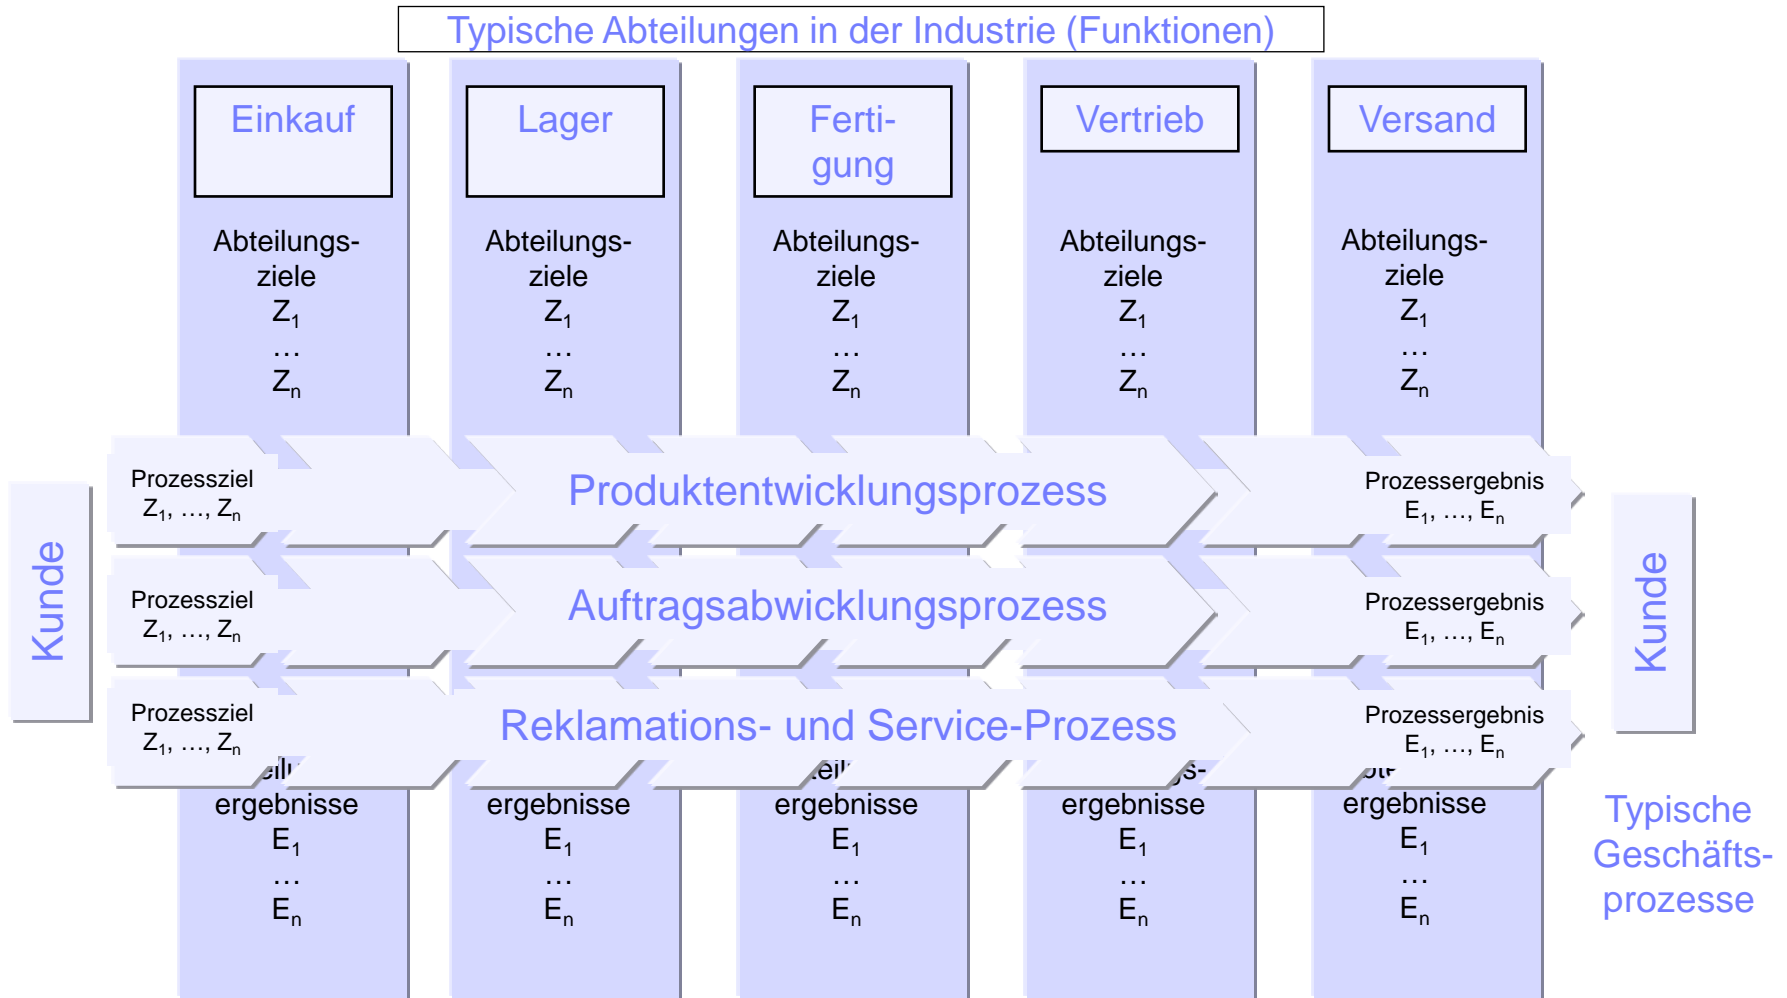 Typische Abteilungen in der Industrie (Funktionen)
Einkauf
Lager
Ferti-
gung
Vertrieb
Versand
Abteilungs-
ziele
Z1
…
Zn
Abteilungs-
ziele
Z1
…
Zn
Abteilungs-
ziele
Z1
…
Zn
Abteilungs-
ziele
Z1
…
Zn
Abteilungs-
ziele
Z1
…
Zn
Kunde
Prozessziel
Z1, …, Zn
Produktentwicklungsprozess
Prozessergebnis
E1, …, En
Prozessziel
Z1, …, Zn
Auftragsabwicklungsprozess
Prozessergebnis
E1, …, En
Prozessziel
Z1, …, Zn
Reklamations- und Service-Prozess
Prozessergebnis
E1, …, En
Kunde
ergebnisse
E1
…
En
ergebnisse
E1
…
En
ergebnisse
E1
…
En
ergebnisse
E1
…
En
ergebnisse
E1
…
En
Typische
Geschäfts-
prozesse